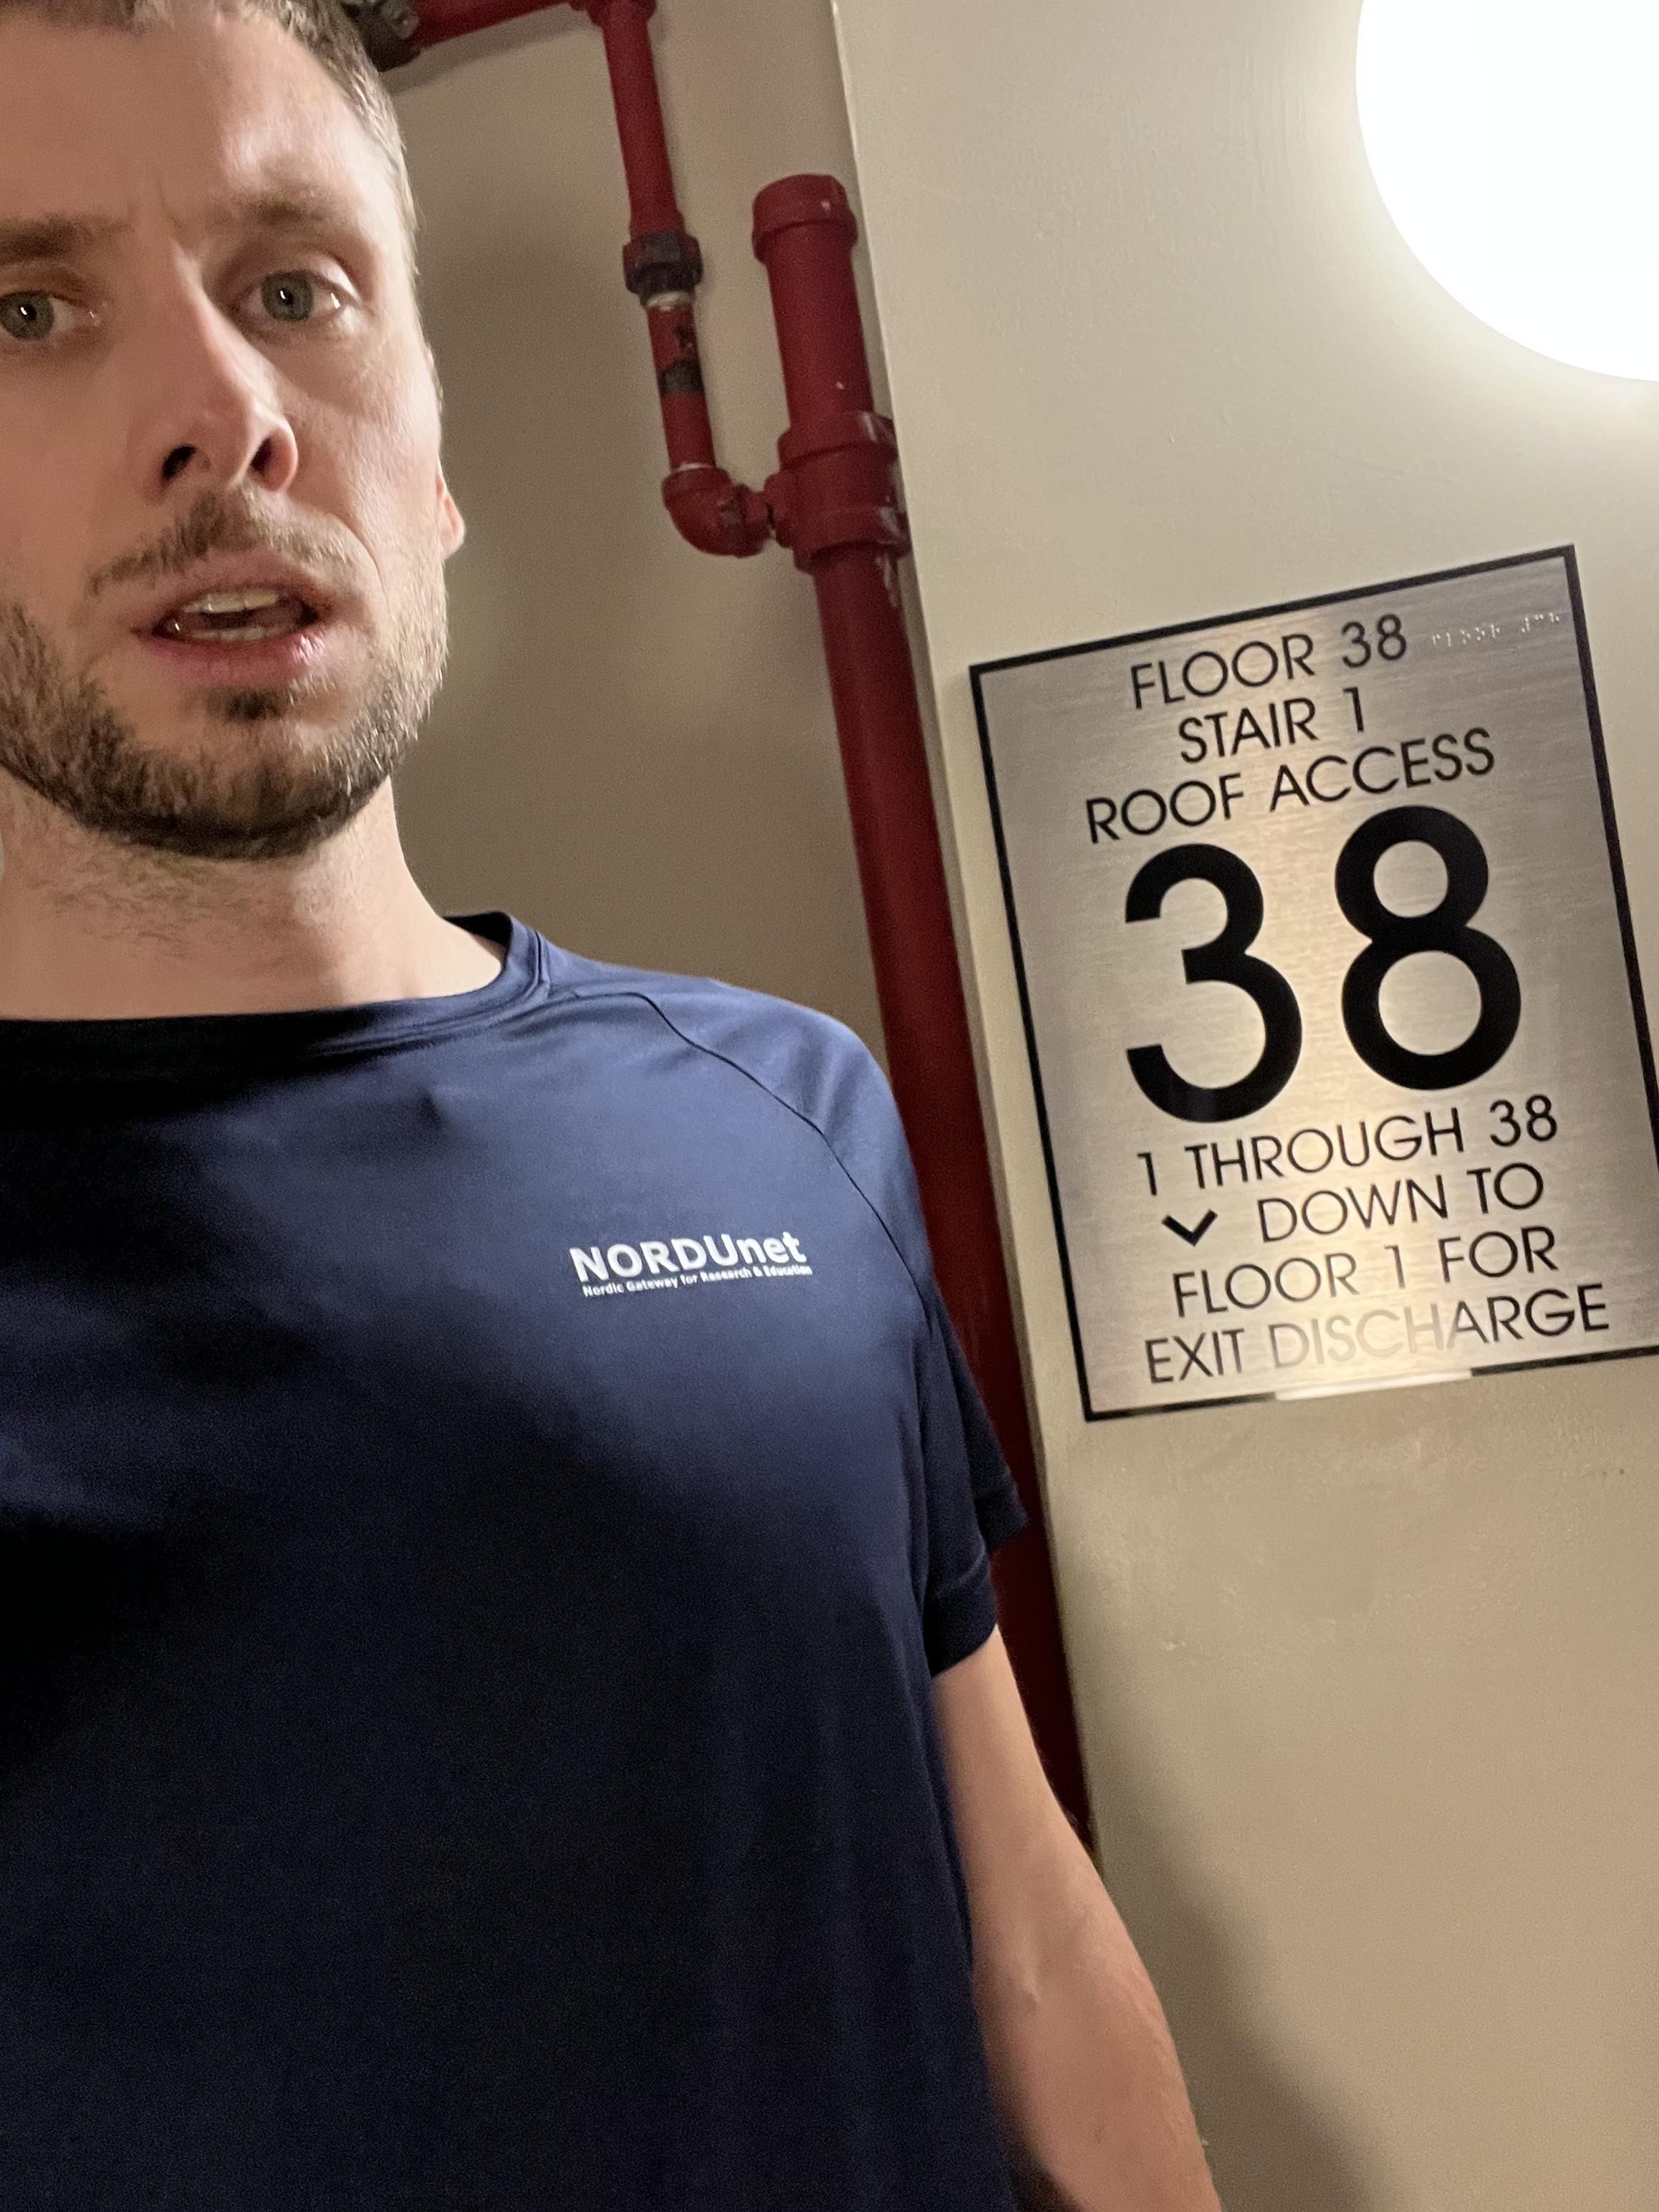 FLOOR 38
STAIR 1
ROOF ACCESS
38
1 THROUGH 38
DOWN TO
FLOOR 1 FOR
EXIT DISCHARGE
NORDUnet
Nordic Gateway for Research & Education